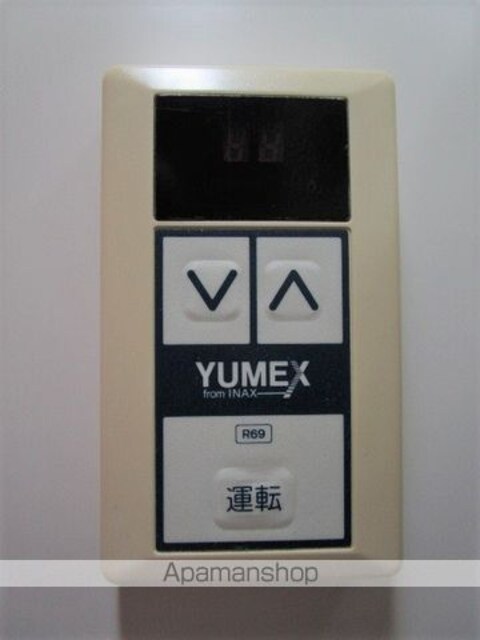 YUMEX
from INAX
R69
運転
Apamanshop